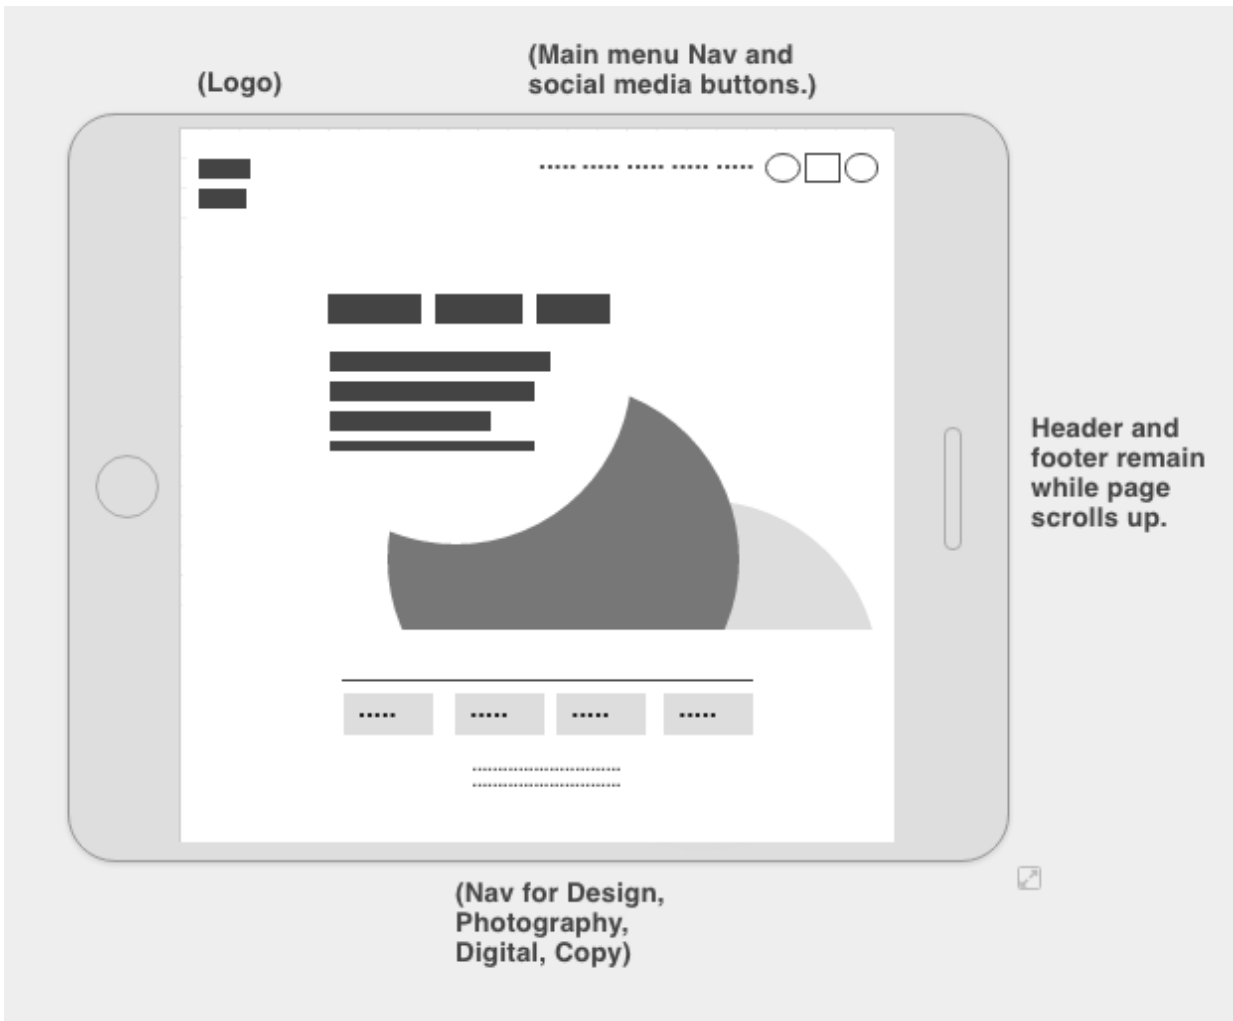 (Main menu Nav and
social media buttons.)
(Logo)
Header and
footer remain
while page
scrolls up.
(Nav for Design,
Photography,
Digital, Copy)